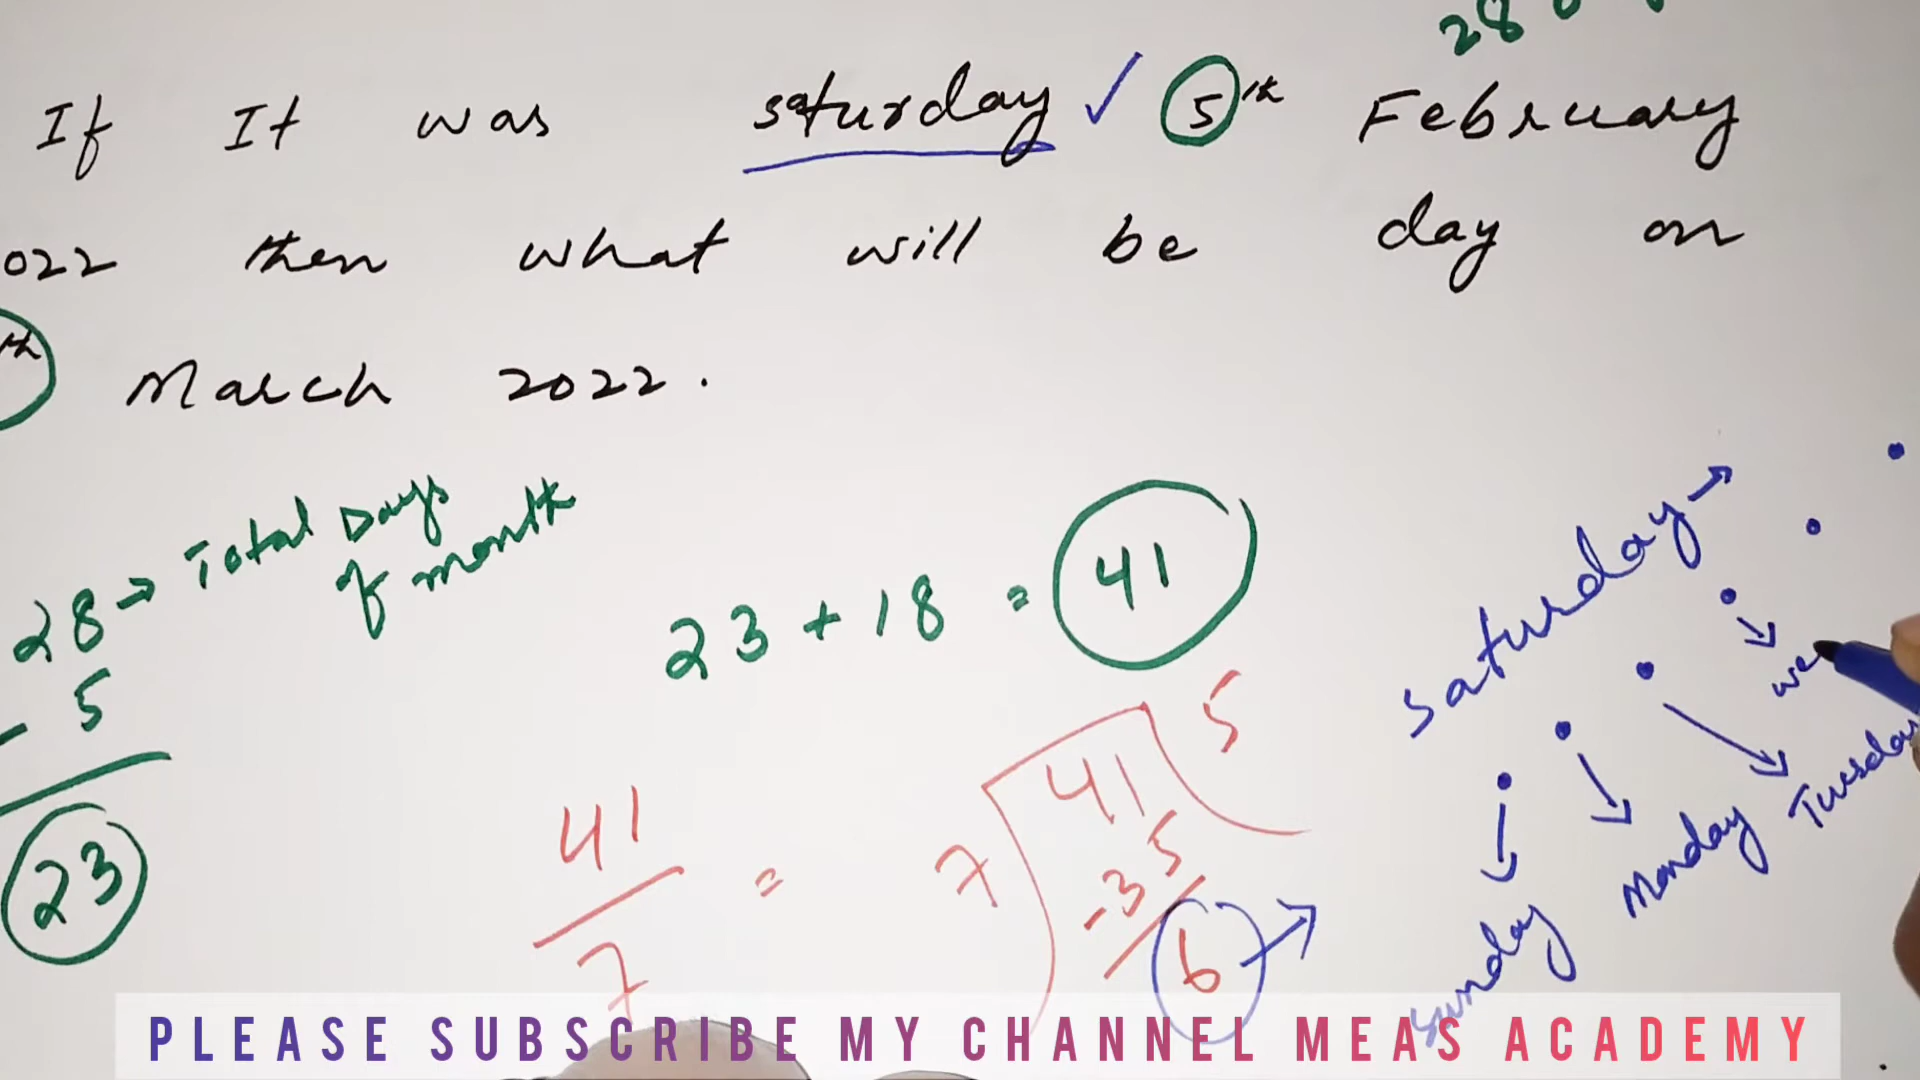 28
If It was saturday ✓ 5th February
022 then what will be day on
th March 2022.
28 → Total Days
of month
- 5
23
23 + 18 = 41
41
7
=
7 41 5
-35
6 →
saturday →
we
Tuesday
Monday
Sunday
PLEASE SUBSCRIBE MY CHANNEL MEAS ACADEMY